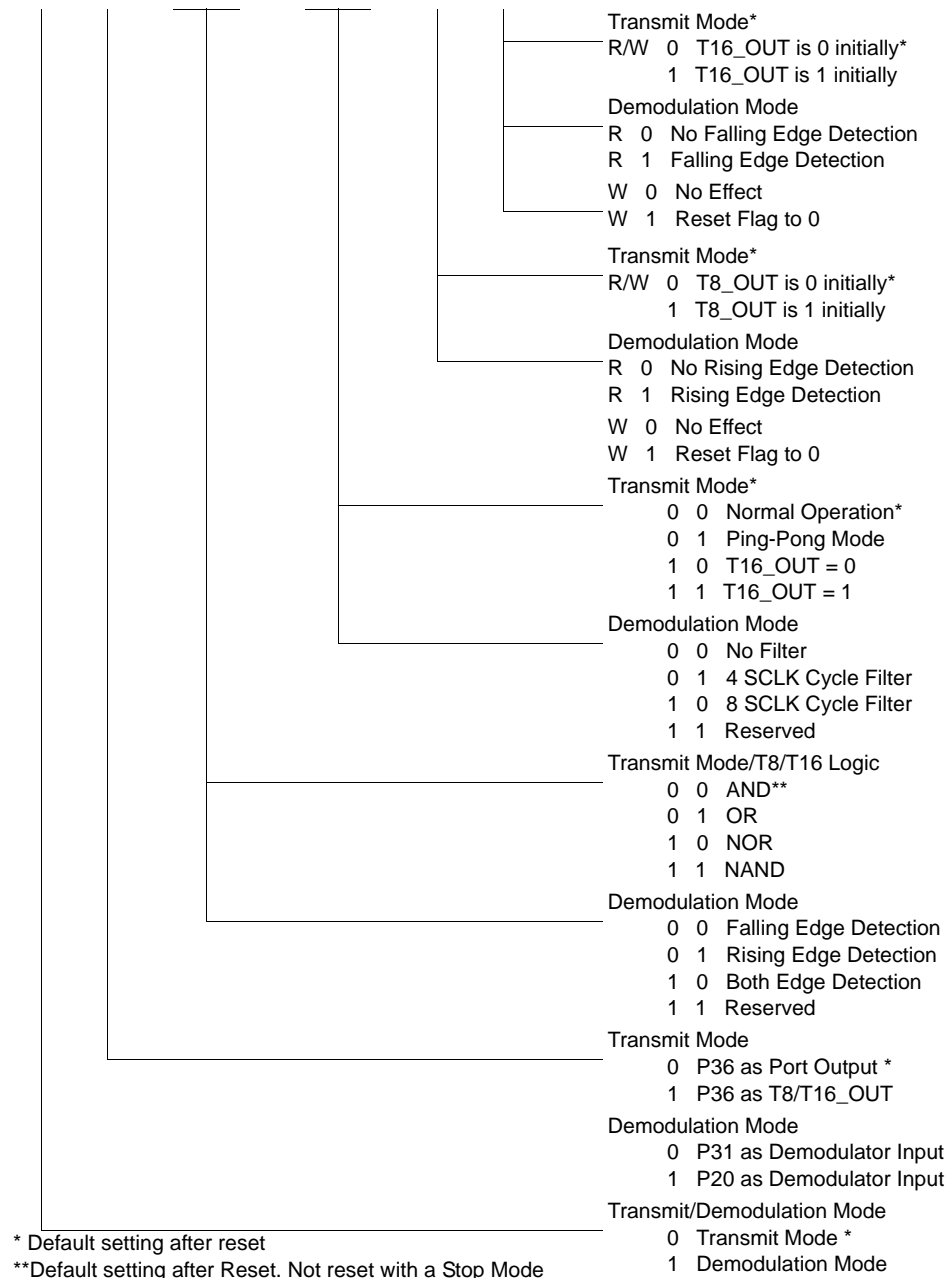 Transmit Mode*
R/W 0 T16_OUT is 0 initially*
1 T16_OUT is 1 initially
Demodulation Mode
R 0 No Falling Edge Detection
R 1 Falling Edge Detection
W 0 No Effect
W 1 Reset Flag to 0
Transmit Mode*
R/W 0 T8_OUT is 0 initially*
1 T8_OUT is 1 initially
Demodulation Mode
R 0 No Rising Edge Detection
R 1 Rising Edge Detection
W 0 No Effect
W 1 Reset Flag to 0
Transmit Mode*
0 0 Normal Operation*
0 1 Ping-Pong Mode
1 0 T16_OUT = 0
1 1 T16_OUT = 1
Demodulation Mode
0 0 No Filter
0 1 4 SCLK Cycle Filter
1 0 8 SCLK Cycle Filter
1 1 Reserved
Transmit Mode/T8/T16 Logic
0 0 AND**
0 1 OR
1 0 NOR
1 1 NAND
Demodulation Mode
0 0 Falling Edge Detection
0 1 Rising Edge Detection
1 0 Both Edge Detection
1 1 Reserved
Transmit Mode
0 P36 as Port Output *
1 P36 as T8/T16_OUT
Demodulation Mode
0 P31 as Demodulator Input
1 P20 as Demodulator Input
Transmit/Demodulation Mode
0 Transmit Mode *
1 Demodulation Mode
* Default setting after reset
**Default setting after Reset. Not reset with a Stop Mode